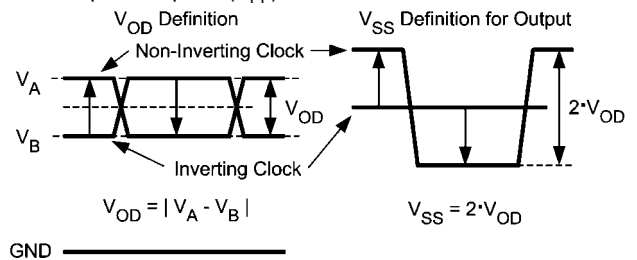 V_OD Definition
V_SS Definition for Output
Non-Inverting Clock
V_A
V_OD
2·V_OD
V_B
Inverting Clock
V_OD = | V_A - V_B |
V_SS = 2·V_OD
GND